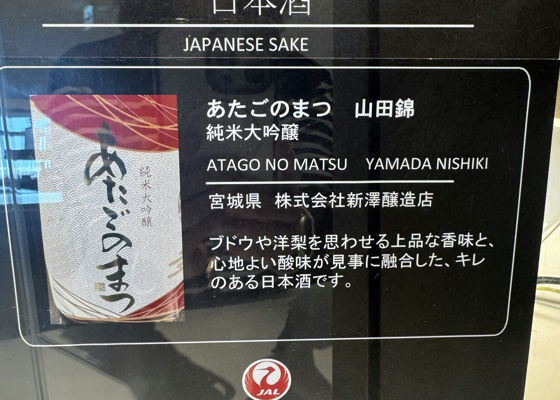 日本酒
JAPANESE SAKE
あたごのまつ 山田錦
純米大吟醸
ATAGO NO MATSU YAMADA NISHIKI
宮城県 株式会社新澤醸造店
ブドウや洋梨を思わせる上品な香味と、
心地よい酸味が見事に融合した、キレ
のある日本酒です。
純米大吟醸
あたごのまつ
JAL